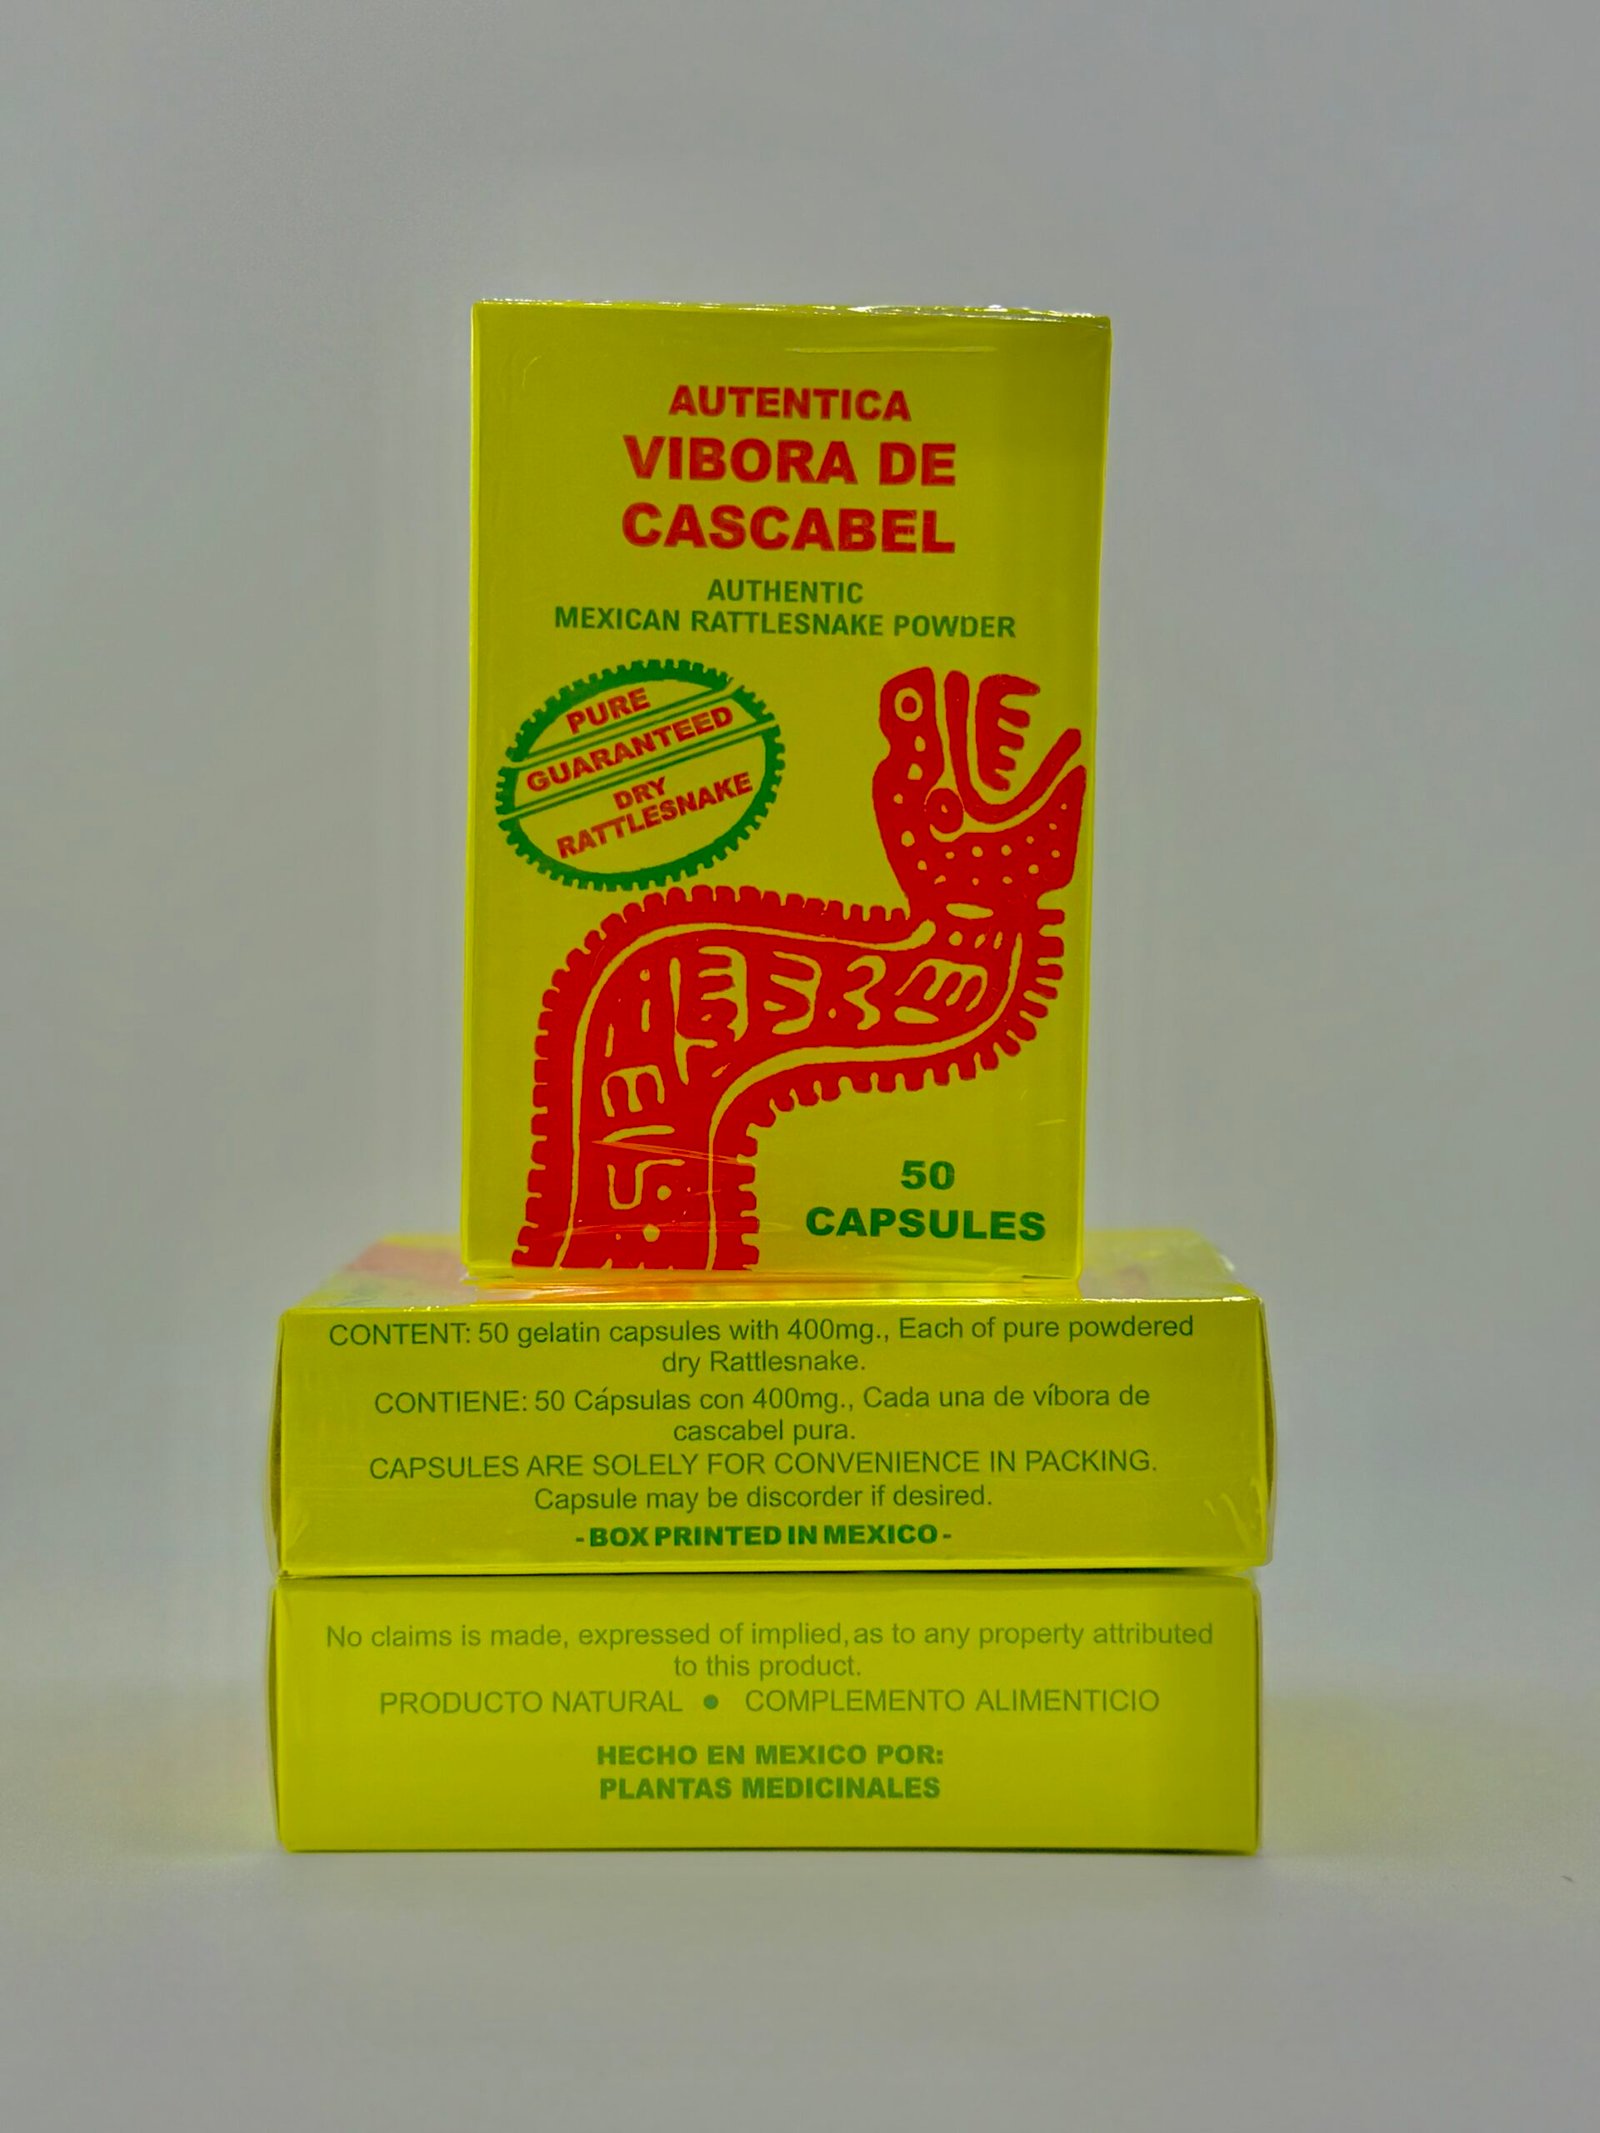 AUTENTICA
VIBORA DE
CASCABEL
AUTHENTIC
MEXICAN RATTLESNAKE POWDER
PURE
GUARANTEED
DRY
RATTLESNAKE
50
CAPSULES
CONTENT: 50 gelatin capsules with 400mg., Each of pure powdered
dry Rattlesnake.
CONTIENE: 50 Cápsulas con 400mg., Cada una de víbora de
cascabel pura.
CAPSULES ARE SOLELY FOR CONVENIENCE IN PACKING.
Capsule may be discorder if desired.
- BOX PRINTED IN MEXICO -
No claims is made, expressed of implied, as to any property attributed
to this product.
PRODUCTO NATURAL ● COMPLEMENTO ALIMENTICIO
HECHO EN MEXICO POR:
PLANTAS MEDICINALES